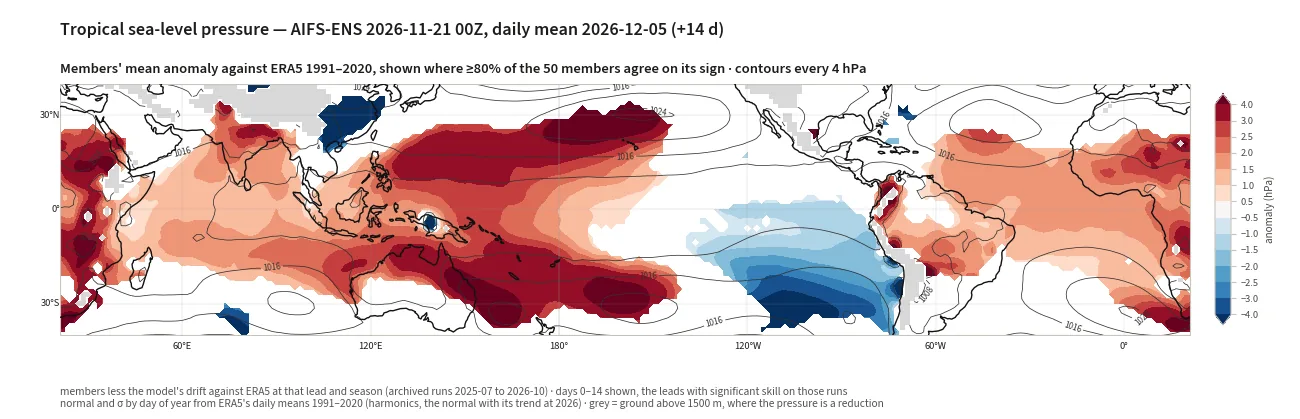 Tropical sea-level pressure — AIFS-ENS 2026-11-21 00Z, daily mean 2026-12-05 (+14 d)
Members' mean anomaly against ERA5 1991–2020, shown where ≥80% of the 50 members agree on its sign · contours every 4 hPa
30°N
0°
30°S
60°E
120°E
180°
120°W
60°W
0°
1016
1024
1016
1016
1016
1016
1016
1016
1016
1008
1016
4.0
3.0
2.5
2.0
1.5
1.0
0.5
−0.5
−1.0
−1.5
−2.0
−2.5
−3.0
−4.0
anomaly (hPa)
members less the model's drift against ERA5 at that lead and season (archived runs 2025-07 to 2026-10) · days 0–14 shown, the leads with significant skill on those runs
normal and σ by day of year from ERA5's daily means 1991–2020 (harmonics, the normal with its trend at 2026) · grey = ground above 1500 m, where the pressure is a reduction